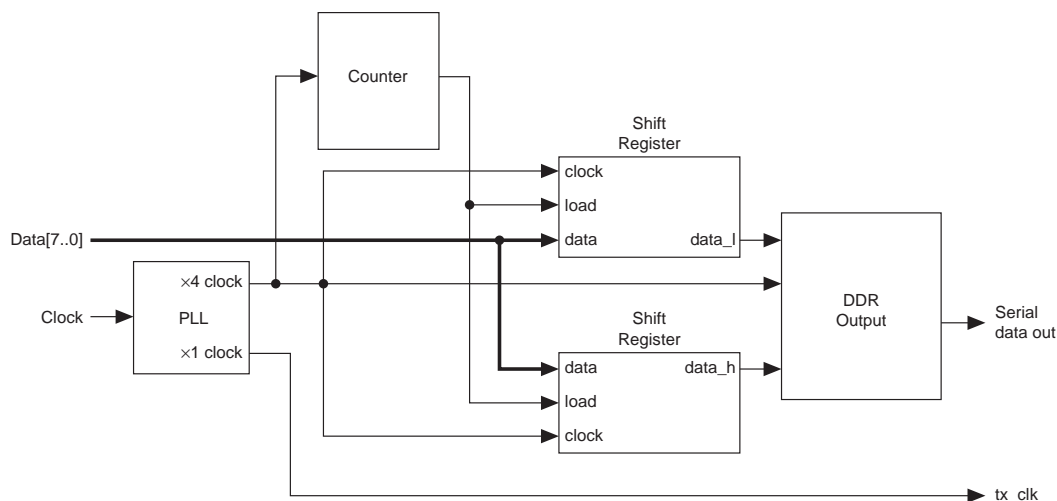 Counter
Shift
Register
clock
load
data
data_l
Data[7..0]
×4 clock
PLL
×1 clock
Clock
DDR
Output
Serial
data out
Shift
Register
data
data_h
load
clock
tx_clk